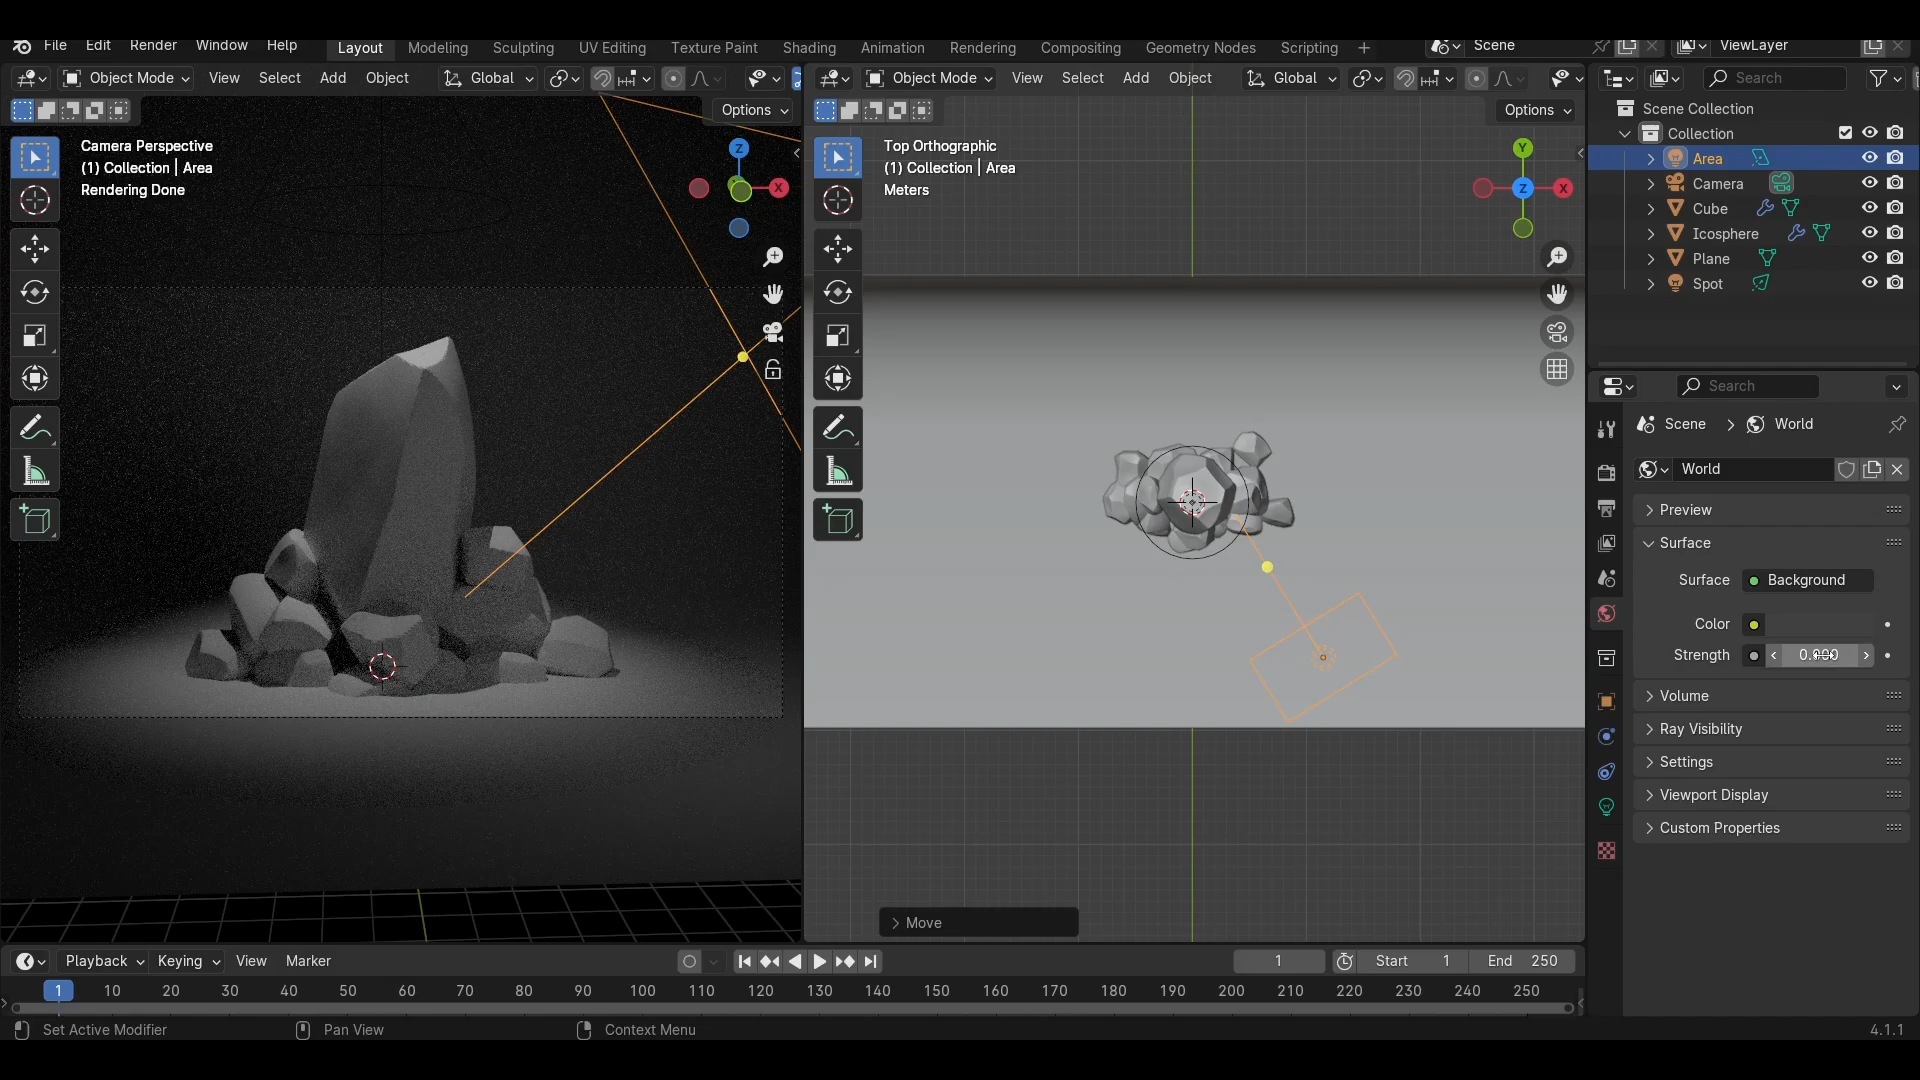 File Edit Render Window Help Layout Modeling Sculpting UV Editing Texture Paint Shading Animation Rendering Compositing Geometry Nodes Scripting + Scene ViewLayer
Object Mode View Select Add Object Global Object Mode View Select Add Object Global Search
Options Options Scene Collection
Collection
Camera Perspective Top Orthographic
(1) Collection | Area (1) Collection | Area
Rendering Done Meters
Z X Y Z X
Area
Camera
Cube
Icosphere
Plane
Spot
Search
Scene World
World
Preview
Surface
Surface Background
Color
Strength
Volume
Ray Visibility
Settings
Viewport Display
Custom Properties
Move
Playback Keying View Marker 1 Start 1 End 250
1 10 20 30 40 50 60 70 80 90 100 110 120 130 140 150 160 170 180 190 200 210 220 230 240 250
Set Active Modifier Pan View Context Menu 4.1.1